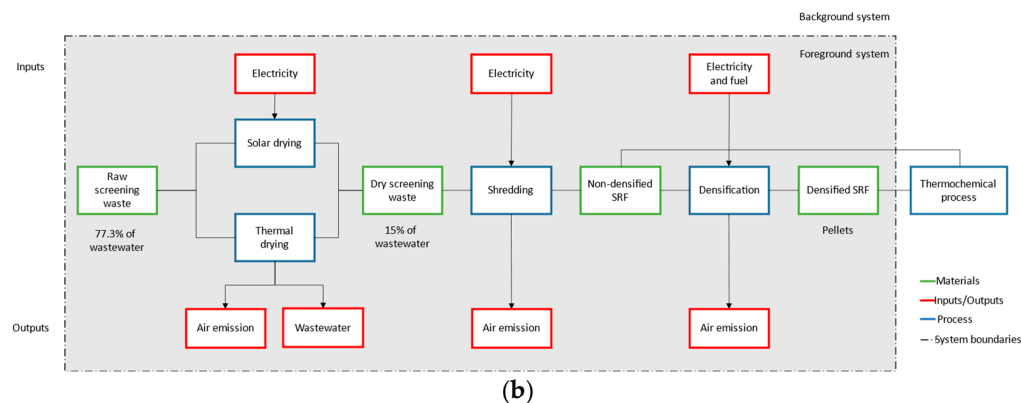 Background system
Inputs
Foreground system
Electricity
Electricity
Electricity
and fuel
Solar drying
Raw
screening
waste
Dry screening
waste
Shredding
Non-densified
SRF
Densification
Densified SRF
Thermochemical
process
77.3% of
wastewater
Thermal
drying
15% of
wastewater
Pellets
Materials
Inputs/Outputs
Process
System boundaries
Outputs
Air emission
Wastewater
Air emission
Air emission
(b)